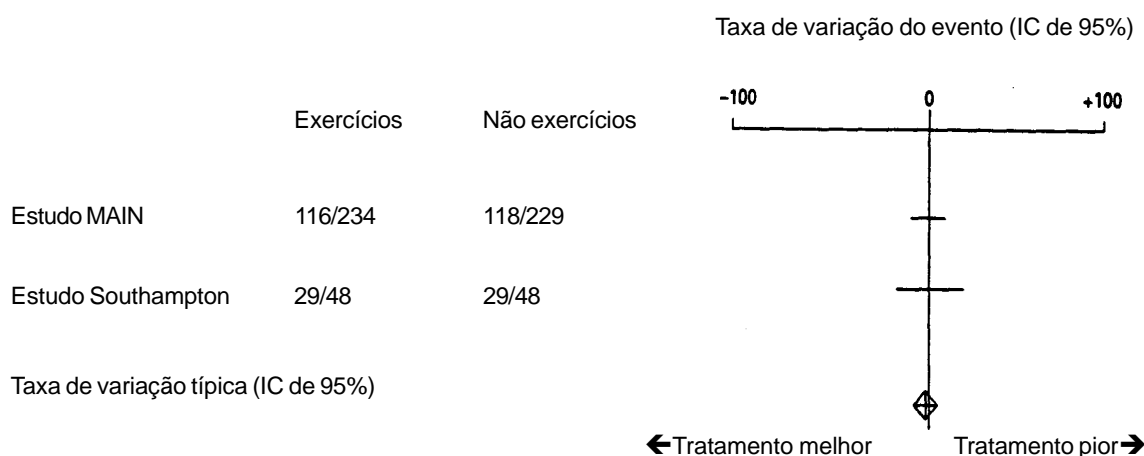 Taxa de variação do evento (IC de 95%)
-100 0 +100
Exercícios Não exercícios
Estudo MAIN 116/234 118/229
Estudo Southampton 29/48 29/48
Taxa de variação típica (IC de 95%)
←Tratamento melhor Tratamento pior→